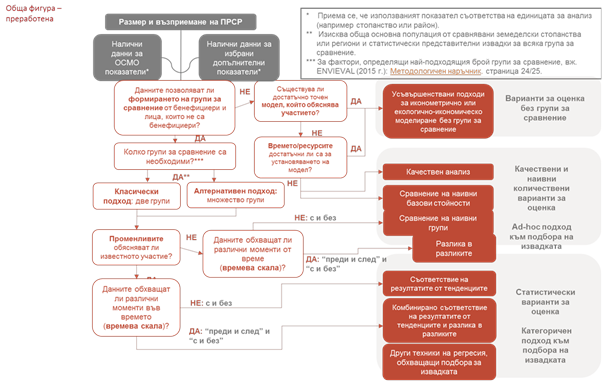 Обща фигура –
преработена
Размер и възприемане на ПРСР
Налични
данни за
ОСМО
показатели*
Налични
данни за
избрани
допълнителни
показатели*
* Приема се, че използваният показател съответства на единицата за анализ
(например стопанство или район).
** Изисква обща основна популация от сравнявани земеделски стопанства
или региони и статистически представителни извадки за всяка група за
сравнение.
*** За фактори, определящи най-подходящия брой групи за сравнение, вж.
ENVIEVAL (2015 г.): Методологичен наръчник. страница 24/25.
Данните позволяват ли
формирането на групи за
сравнение от бенефициери и
лица, които не са
бенефициери?
НЕ
Съществува ли
достатъчно точен
модел, който обяснява
участието?
ДА
Усъвършенствани подходи
за иконометрично или
екологично-икономическо
моделиране без групи за
сравнение
Варианти за оценка
без групи за
сравнение
ДА
НЕ
Времето/ресурсите
достатъчни ли са за
установяването на
модел?
ДА
Колко групи за сравнение са
необходими?***
ДА**
НЕ
Класически
подход: две групи
Алтернативен подход:
множество групи
Качествен анализ
Сравнение на наивни
базови стойности
Качествени и
наивни
количествени
варианти за
оценка
НЕ: с и без
Сравнение на наивни
групи
Ad-hoc подход
към подбора на
извадката
Променливите
обясняват ли
известното участие?
НЕ
Данните обхващат ли
различни моменти от
време
(времева скала)?
ДА: “преди и след” и
“с и без”
Разлика в
разликите
ДА
Данните обхващат
ли различни
моменти във
времето
(времева скала)?
НЕ: с и без
Съответствие на
резултатите от тенденциите
Статистически
варианти за
оценка
ДА: “преди и след” и
“с и без”
Комбинирано съответствие
на резултатите от
тенденциите и разлика в
разликите
Категоричен
подход към
подбора на
извадката
Други техники на регресия,
обхващащи подбора за
извадката